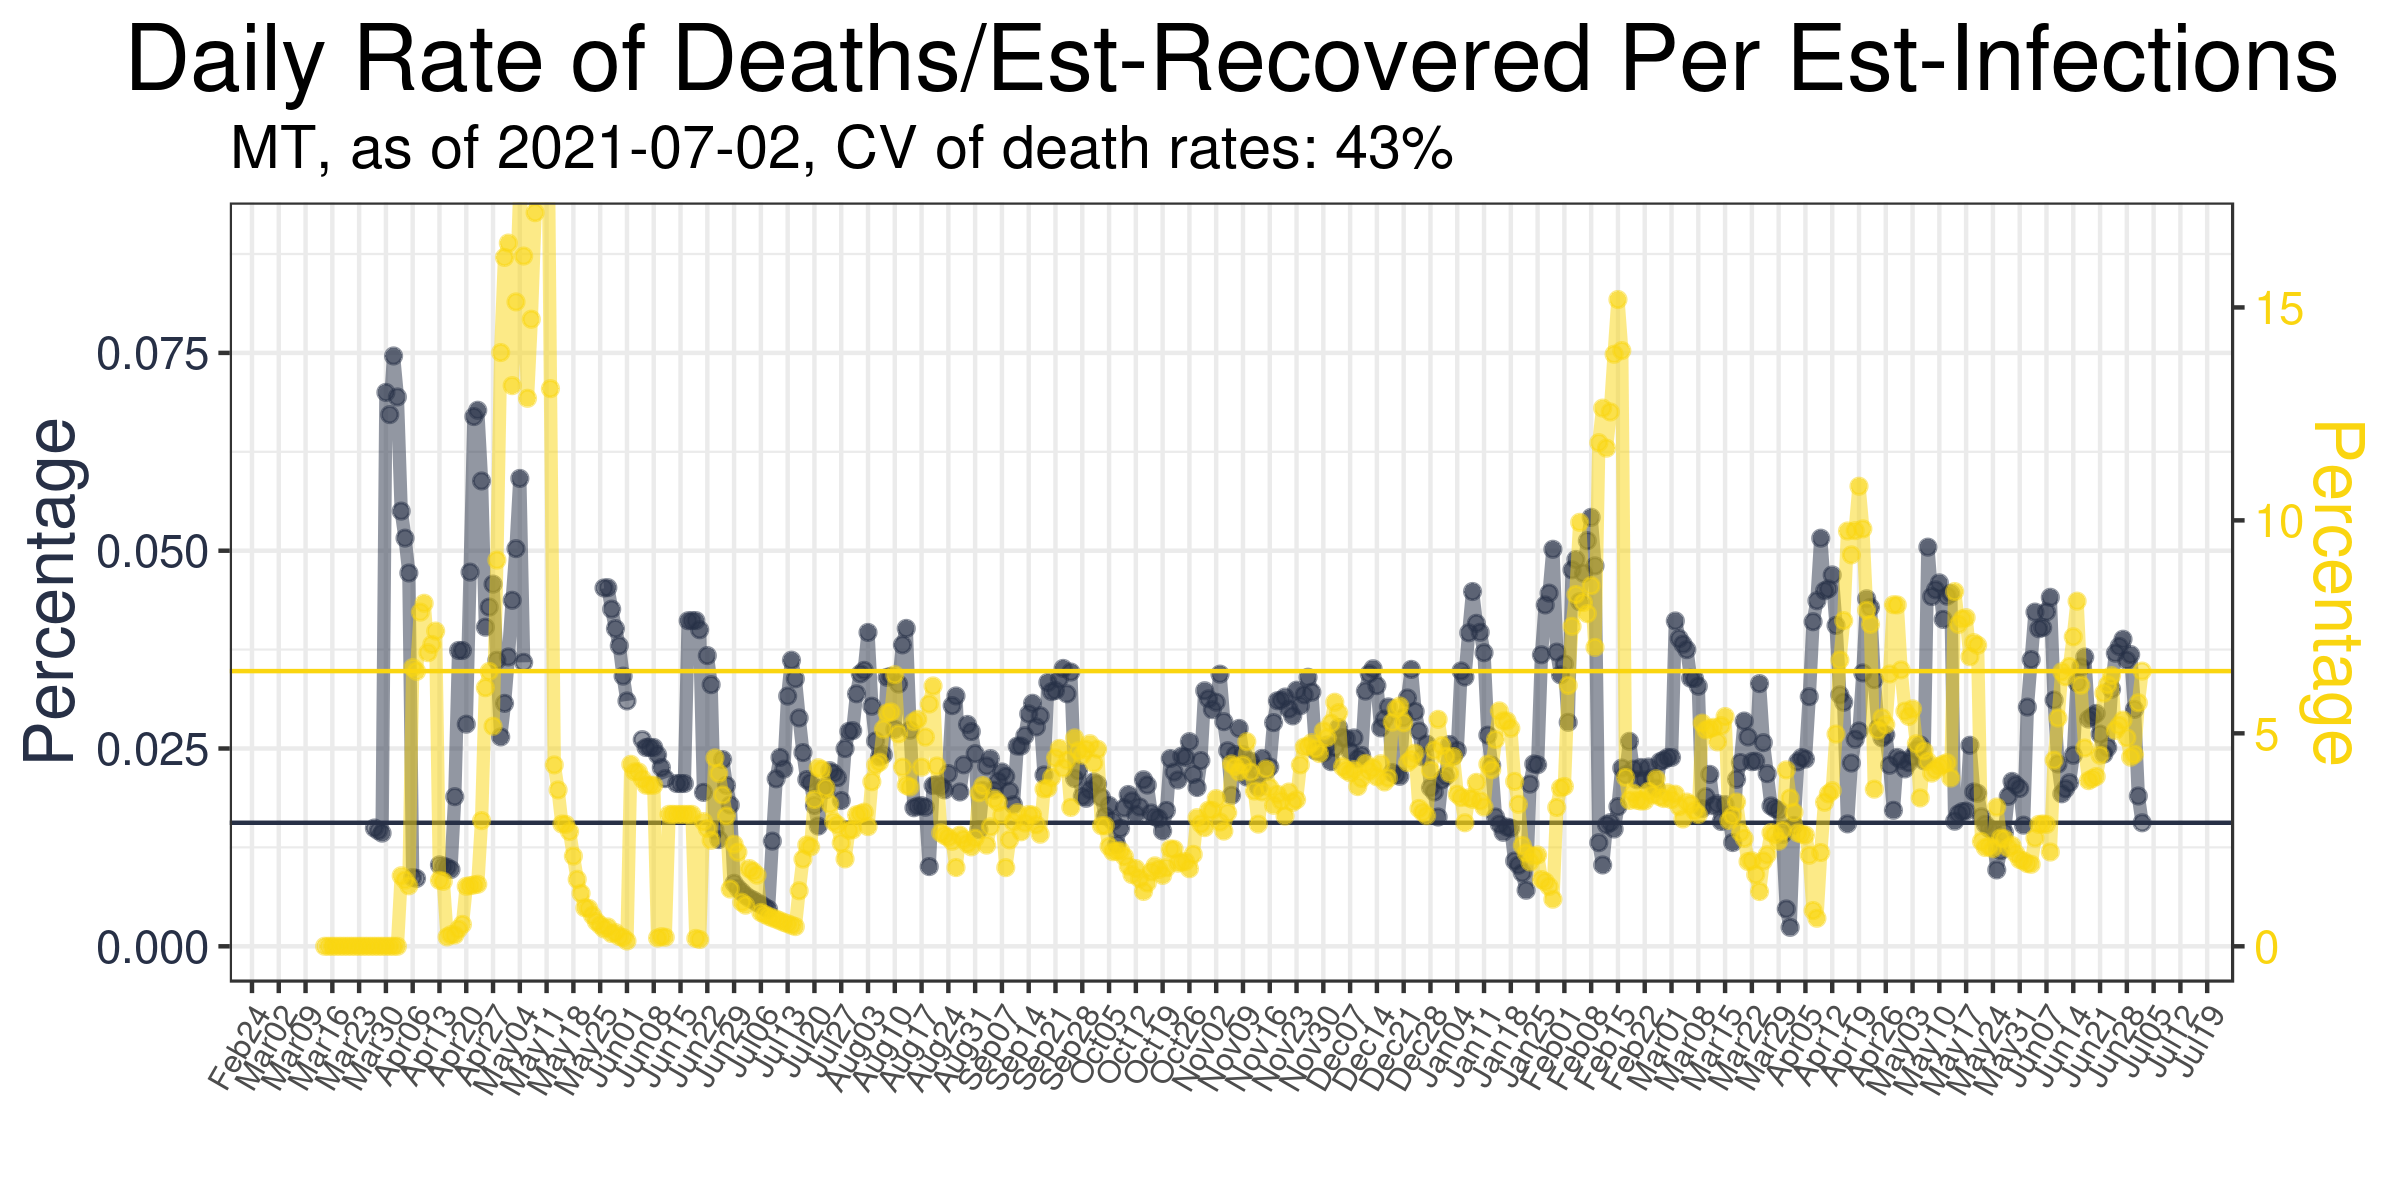 Daily Rate of Deaths/Est-Recovered Per Est-Infections
MT, as of 2021-07-02, CV of death rates: 43%
Percentage
0.075
0.050
0.025
0.000
15
10
5
0
Percentage
Feb24
Mar02
Mar09
Mar16
Mar23
Mar30
Apr06
Apr13
Apr20
Apr27
May04
May11
May18
May25
Jun01
Jun08
Jun15
Jun22
Jun29
Jul06
Jul13
Jul20
Jul27
Aug03
Aug10
Aug17
Aug24
Aug31
Sep07
Sep14
Sep21
Sep28
Oct05
Oct12
Oct19
Oct26
Nov02
Nov09
Nov16
Nov23
Nov30
Dec07
Dec14
Dec21
Dec28
Jan04
Jan11
Jan18
Jan25
Feb01
Feb08
Feb15
Feb22
Mar01
Mar08
Mar15
Mar22
Mar29
Apr05
Apr12
Apr19
Apr26
May03
May10
May17
May24
May31
Jun07
Jun14
Jun21
Jun28
Jul05
Jul12
Jul19